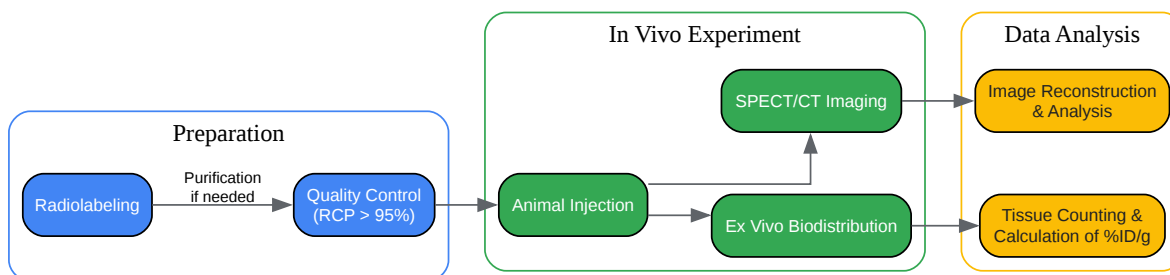 Preparation
Radiolabeling
Purification
if needed
Quality Control
(RCP > 95%)
In Vivo Experiment
Animal Injection
SPECT/CT Imaging
Ex Vivo Biodistribution
Data Analysis
Image Reconstruction
& Analysis
Tissue Counting &
Calculation of %ID/g